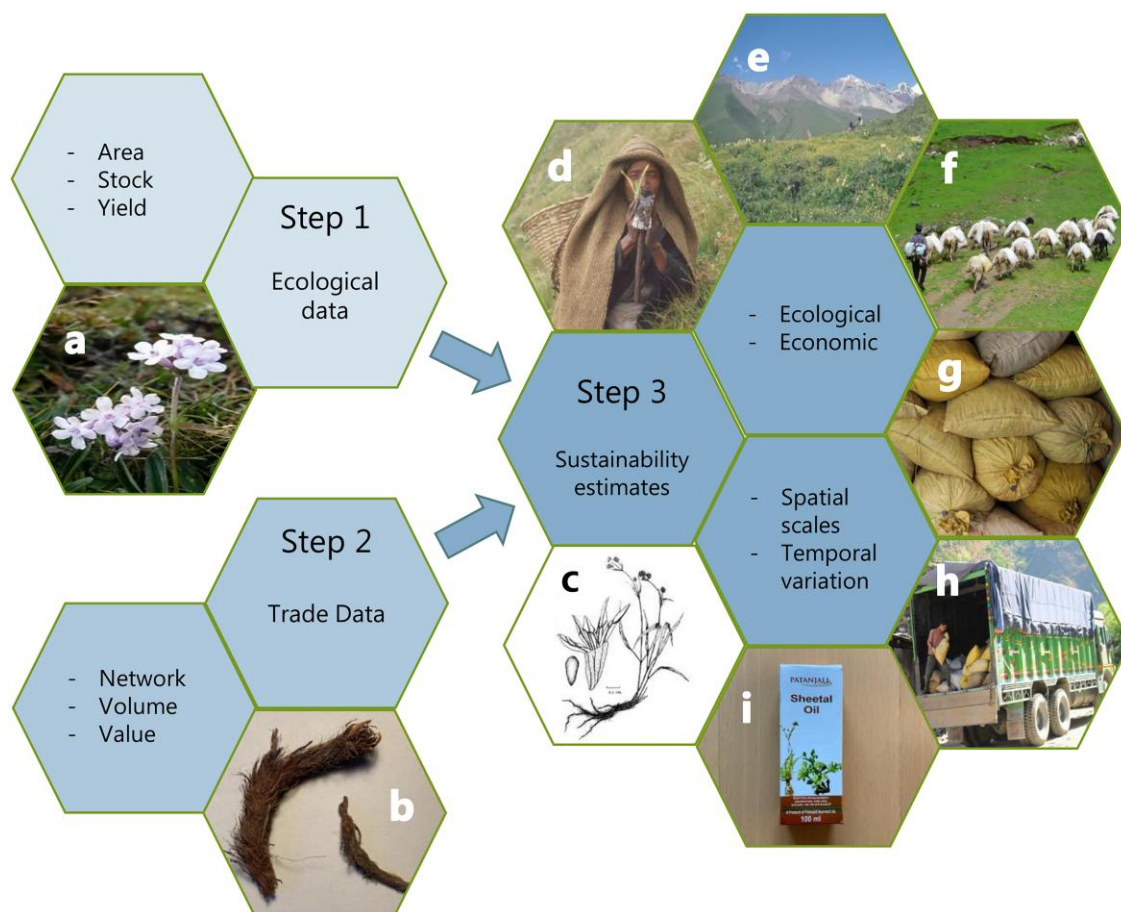 - Area
- Stock
- Yield
Step 1
Ecological
data
a
Step 2
Trade Data
- Network
- Volume
- Value
b
Step 3
Sustainability
estimates
- Ecological
- Economic
- Spatial
scales
- Temporal
variation
c
d
e
f
g
h
i
PATANJALI
Sheetal
Oil
100 ml